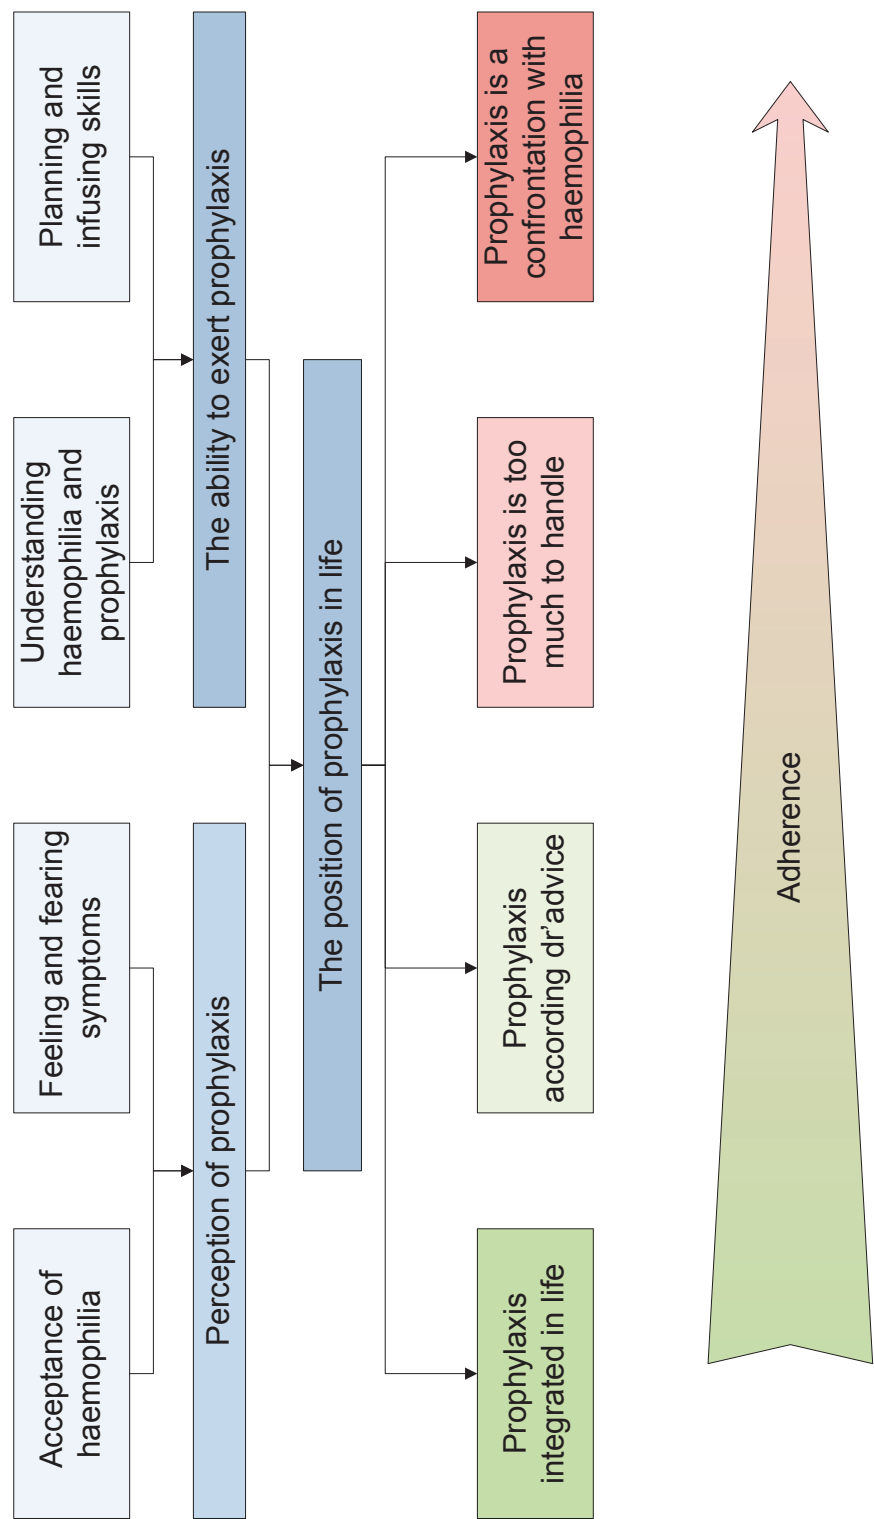 Acceptance of
haemophilia
Feeling and fearing
symptoms
Understanding
haemophilia and
prophylaxis
Planning and
infusing skills
Perception of prophylaxis
The ability to exert prophylaxis
The position of prophylaxis in life
Prophylaxis
integrated in life
Prophylaxis
according dr’advice
Prophylaxis is too
much to handle
Prophylaxis is a
confrontation with
haemophilia
Adherence